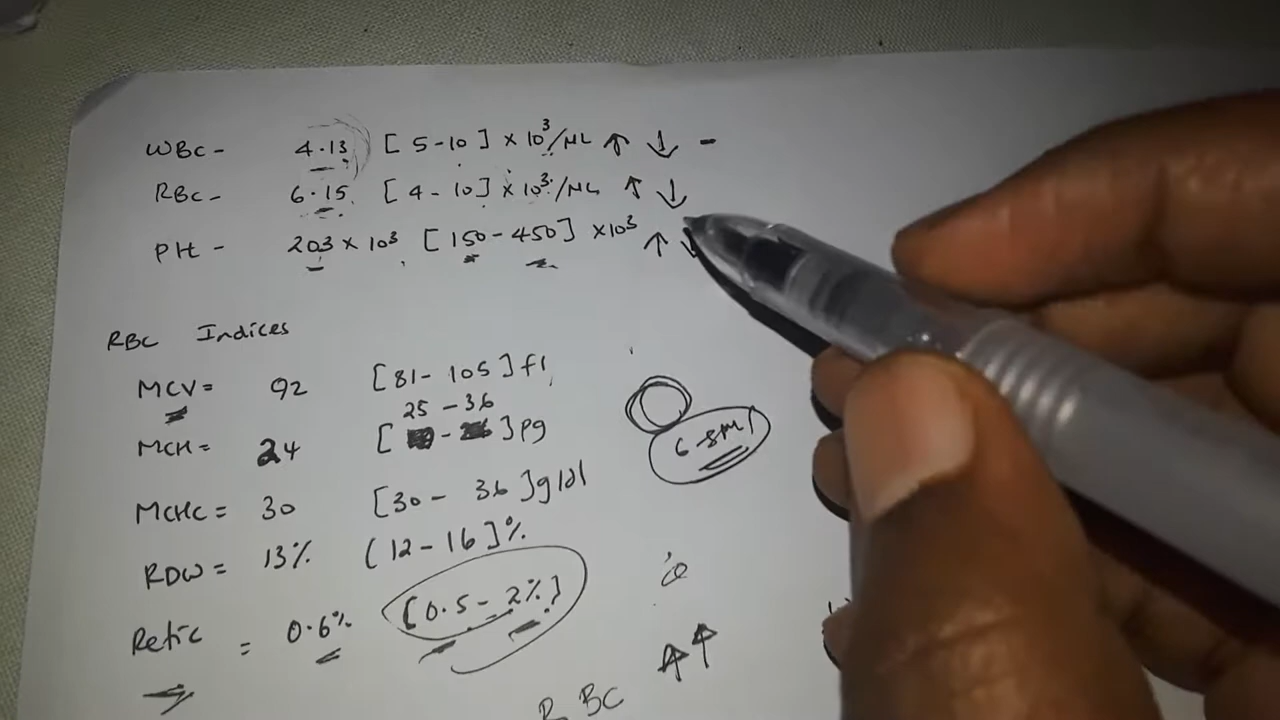 WBC - 4.13 [ 5-10 ] × 10³/µL ↑ ↓ -
RBC - 6.15 [ 4 - 10 ] × 10³/µL ↑ ↓
Plt - 203 × 10³ [ 150 - 450 ] × 10³ ↑ ↓
RBC Indices
MCV = 92 [ 81 - 105 ] fl
25 - 36
MCH = 24 [ - ] pg
MCHC = 30 [ 30 - 36 ] g/dl
RDW = 13% [ 12 - 16 ] %
Retic = 0.6% [ 0.5 - 2% ]
6-8µ
↑↑
RBC